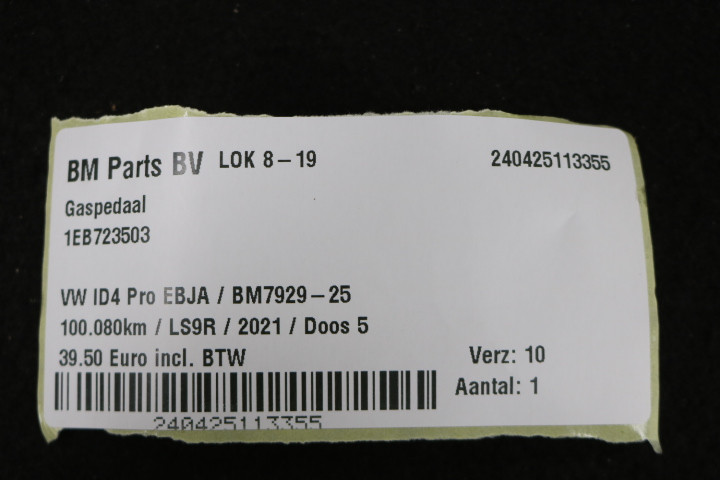 BM Parts BV LOK 8-19 240425113355
Gaspedaal
1EB723503
VW ID4 Pro EBJA / BM7929-25
100.080km / LS9R / 2021 / Doos 5
39.50 Euro incl. BTW Verz: 10
Aantal: 1
240425113355